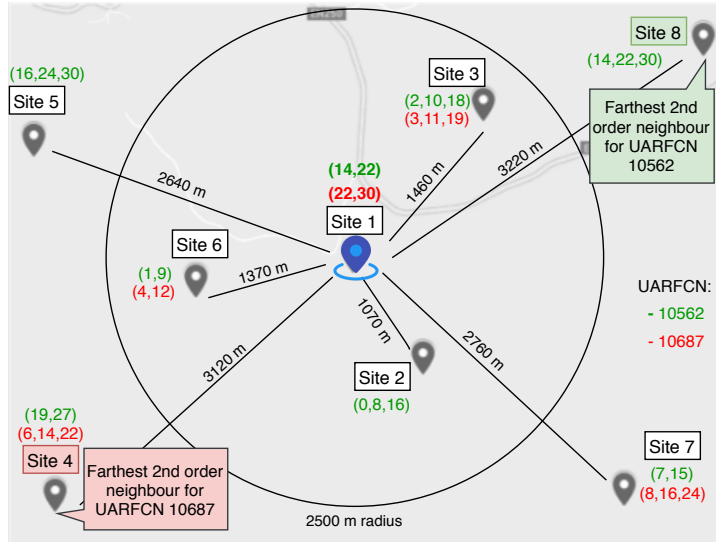 Site 8
(14,22,30)
Farthest 2nd
order neighbour
for UARFCN
10562
3220 m
Site 3
(2,10,18)
(3,11,19)
1460 m
(16,24,30)
Site 5
2640 m
(14,22)
(22,30)
Site 1
Site 6
(1,9)
(4,12)
1370 m
1070 m
Site 2
(0,8,16)
2760 m
UARFCN:
- 10562
- 10687
3120 m
(19,27)
(6,14,22)
Site 4
Farthest 2nd order
neighbour for
UARFCN 10687
Site 7
(7,15)
(8,16,24)
2500 m radius